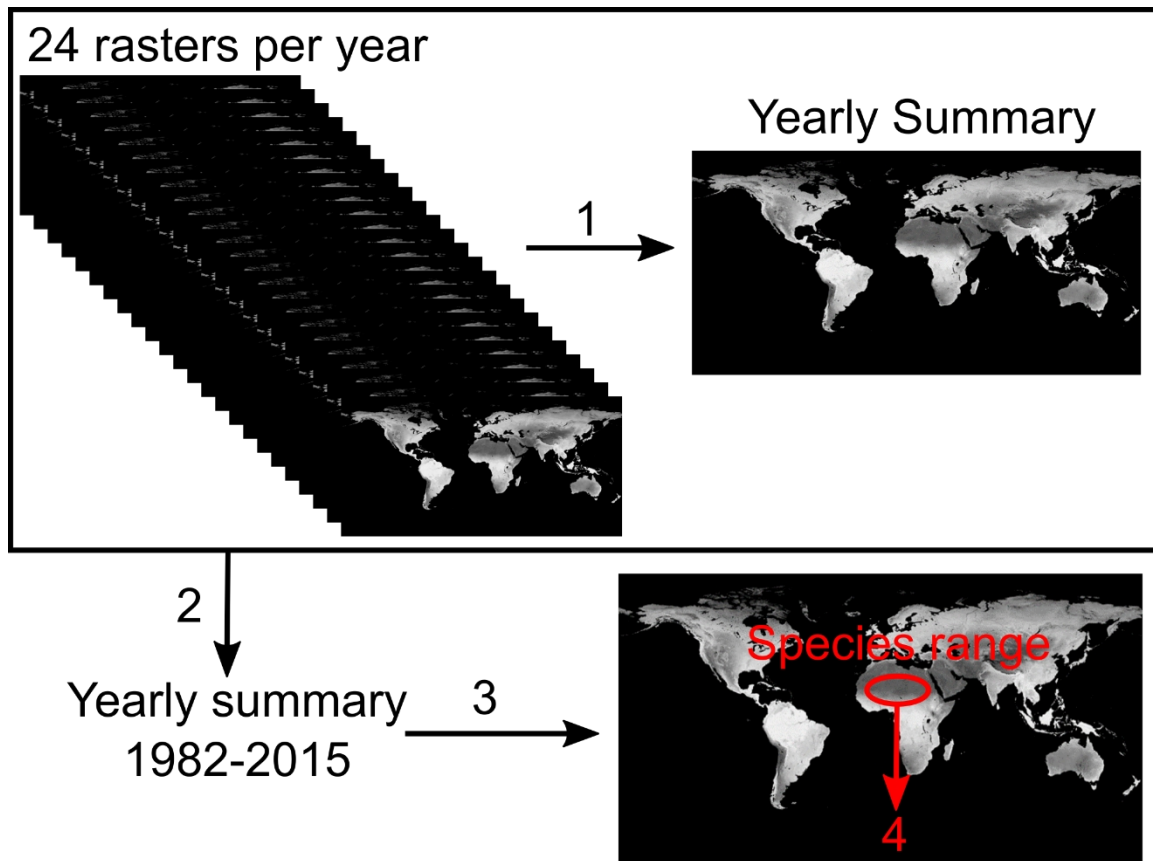 24 rasters per year
Yearly Summary
1
2
Yearly summary
1982-2015
3
Species range
4